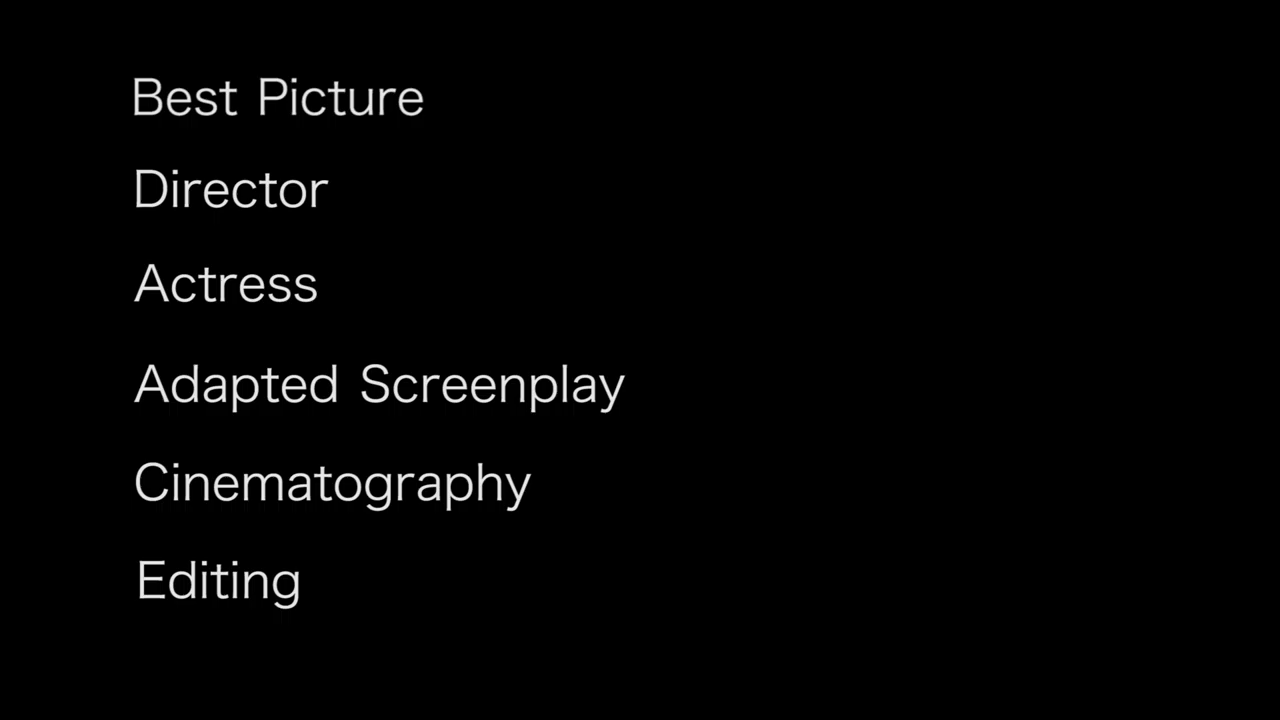 Best Picture
Director
Actress
Adapted Screenplay
Cinematography
Editing